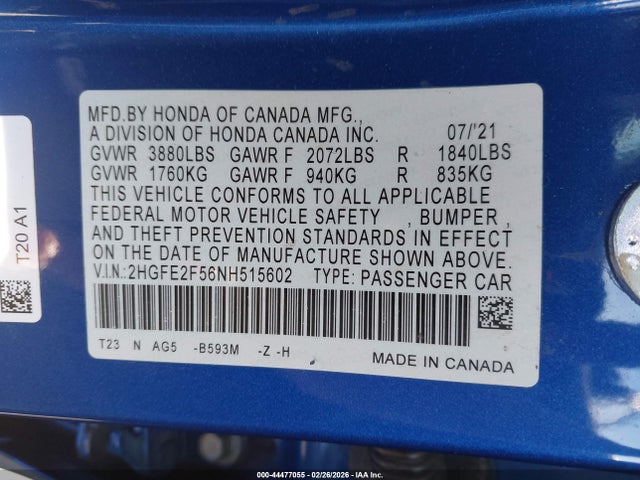 MFD.BY HONDA OF CANADA MFG.,
A DIVISION OF HONDA CANADA INC. 07/'21
GVWR 3880LBS GAWR F 2072LBS R 1840LBS
GVWR 1760KG GAWR F 940KG R 835KG
THIS VEHICLE CONFORMS TO ALL APPLICABLE
FEDERAL MOTOR VEHICLE SAFETY , BUMPER ,
AND THEFT PREVENTION STANDARDS IN EFFECT
ON THE DATE OF MANUFACTURE SHOWN ABOVE.
V.I.N.:2HGFE2F56NH515602 TYPE: PASSENGER CAR
T23 N AG5 -B593M -Z -H
MADE IN CANADA
T20 A1
000-44477055 | 02/26/2026 - IAA Inc.